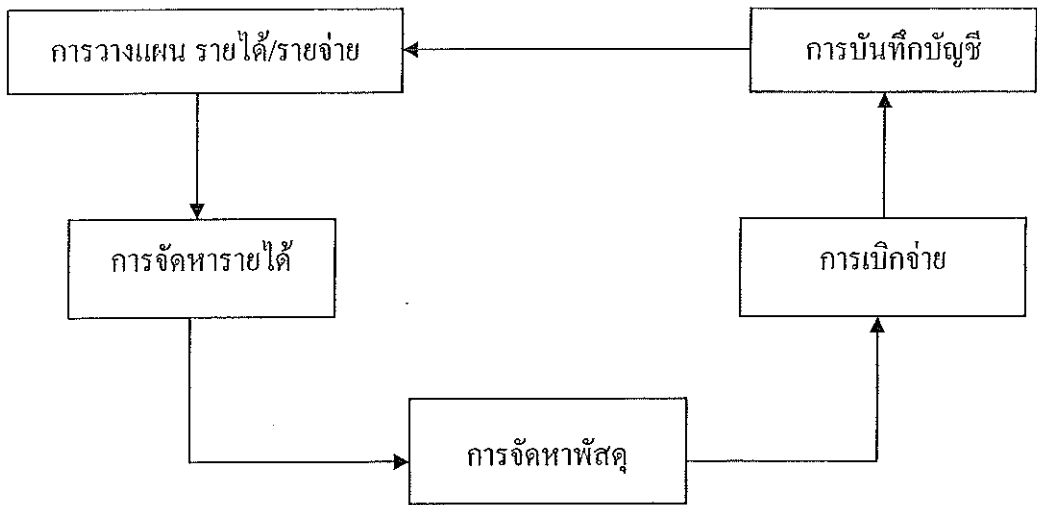 การวางแผน รายได้/รายจ่าย
การบันทึกบัญชี
การจัดหารายได้
การเบิกจ่าย
การจัดหาพัสดุ